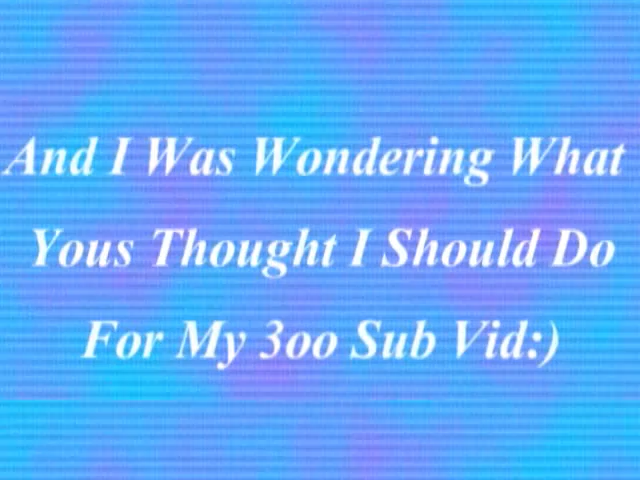 And I Was Wondering What
Yous Thought I Should Do
For My 3oo Sub Vid:)